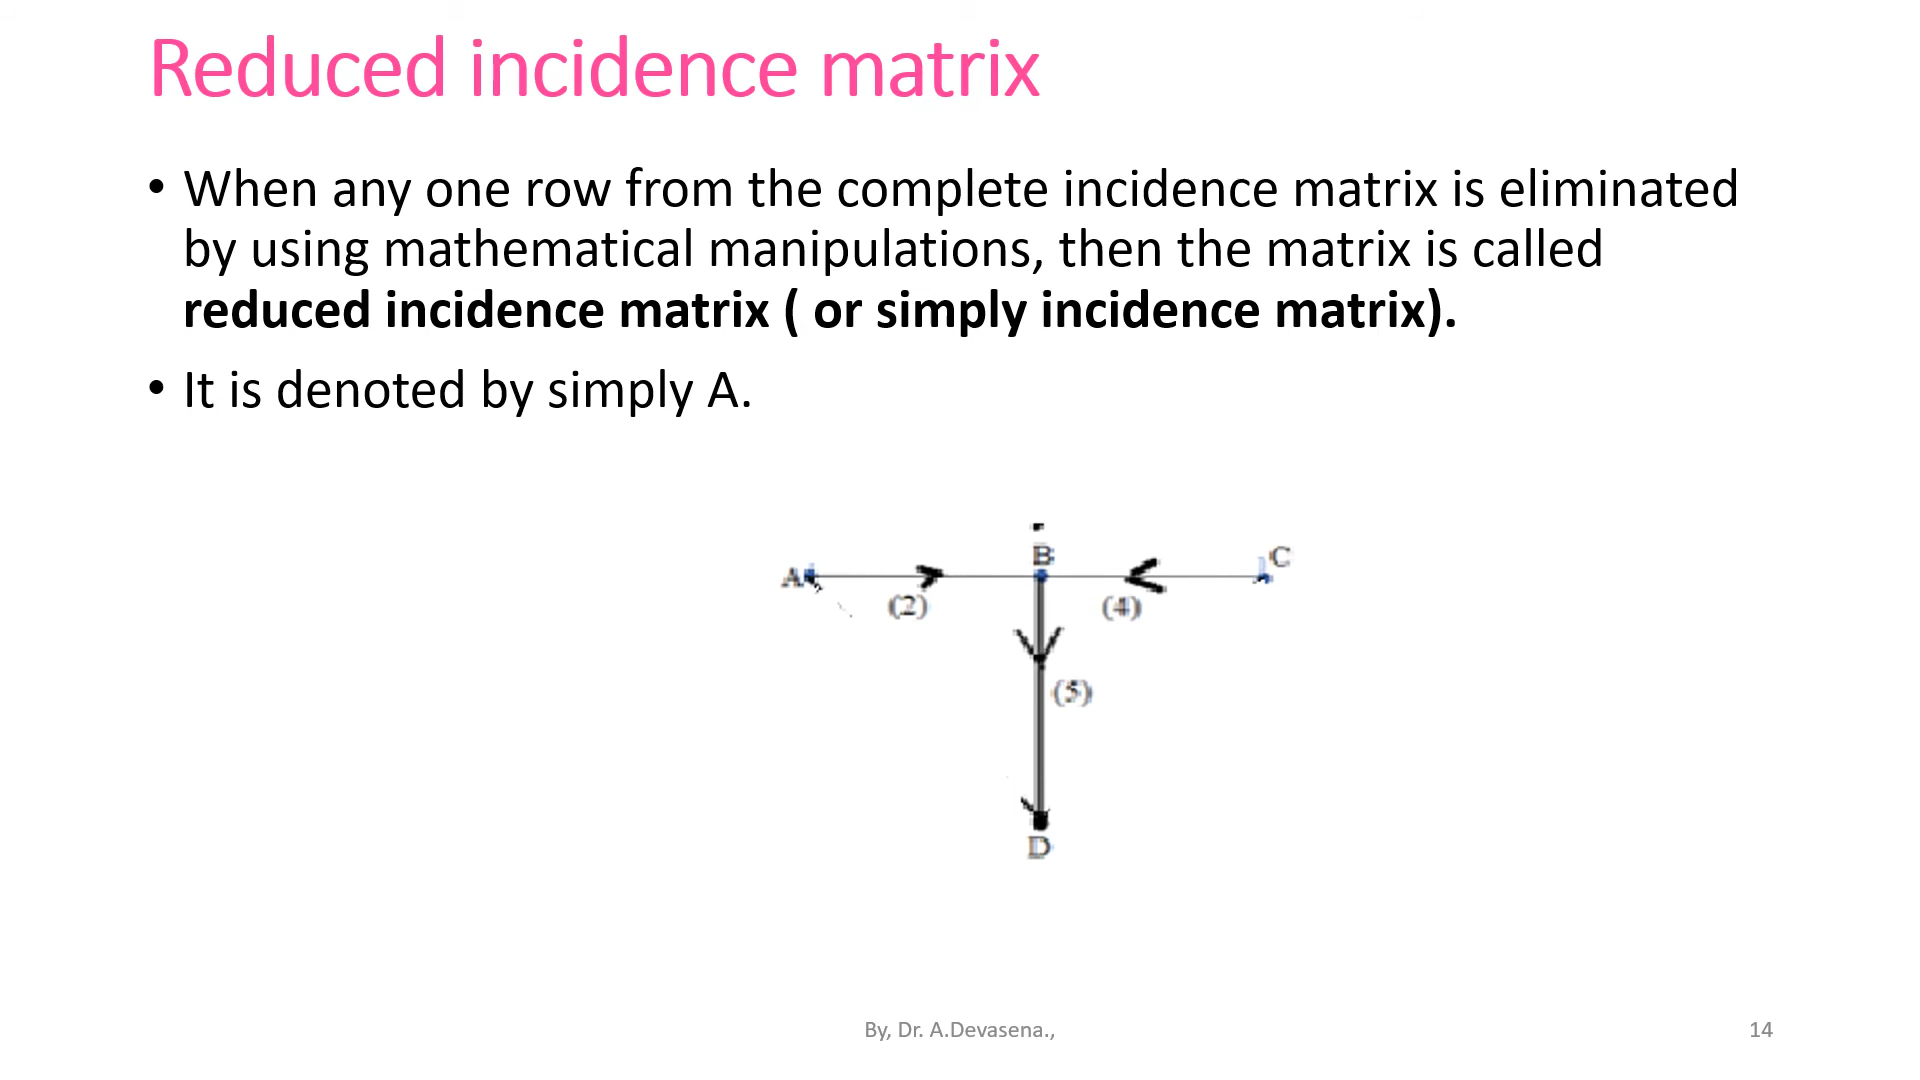 Reduced incidence matrix
• When any one row from the complete incidence matrix is eliminated
by using mathematical manipulations, then the matrix is called
reduced incidence matrix ( or simply incidence matrix).
• It is denoted by simply A.
B
C
A
(2)
(4)
(5)
D
By, Dr. A.Devasena.,
14